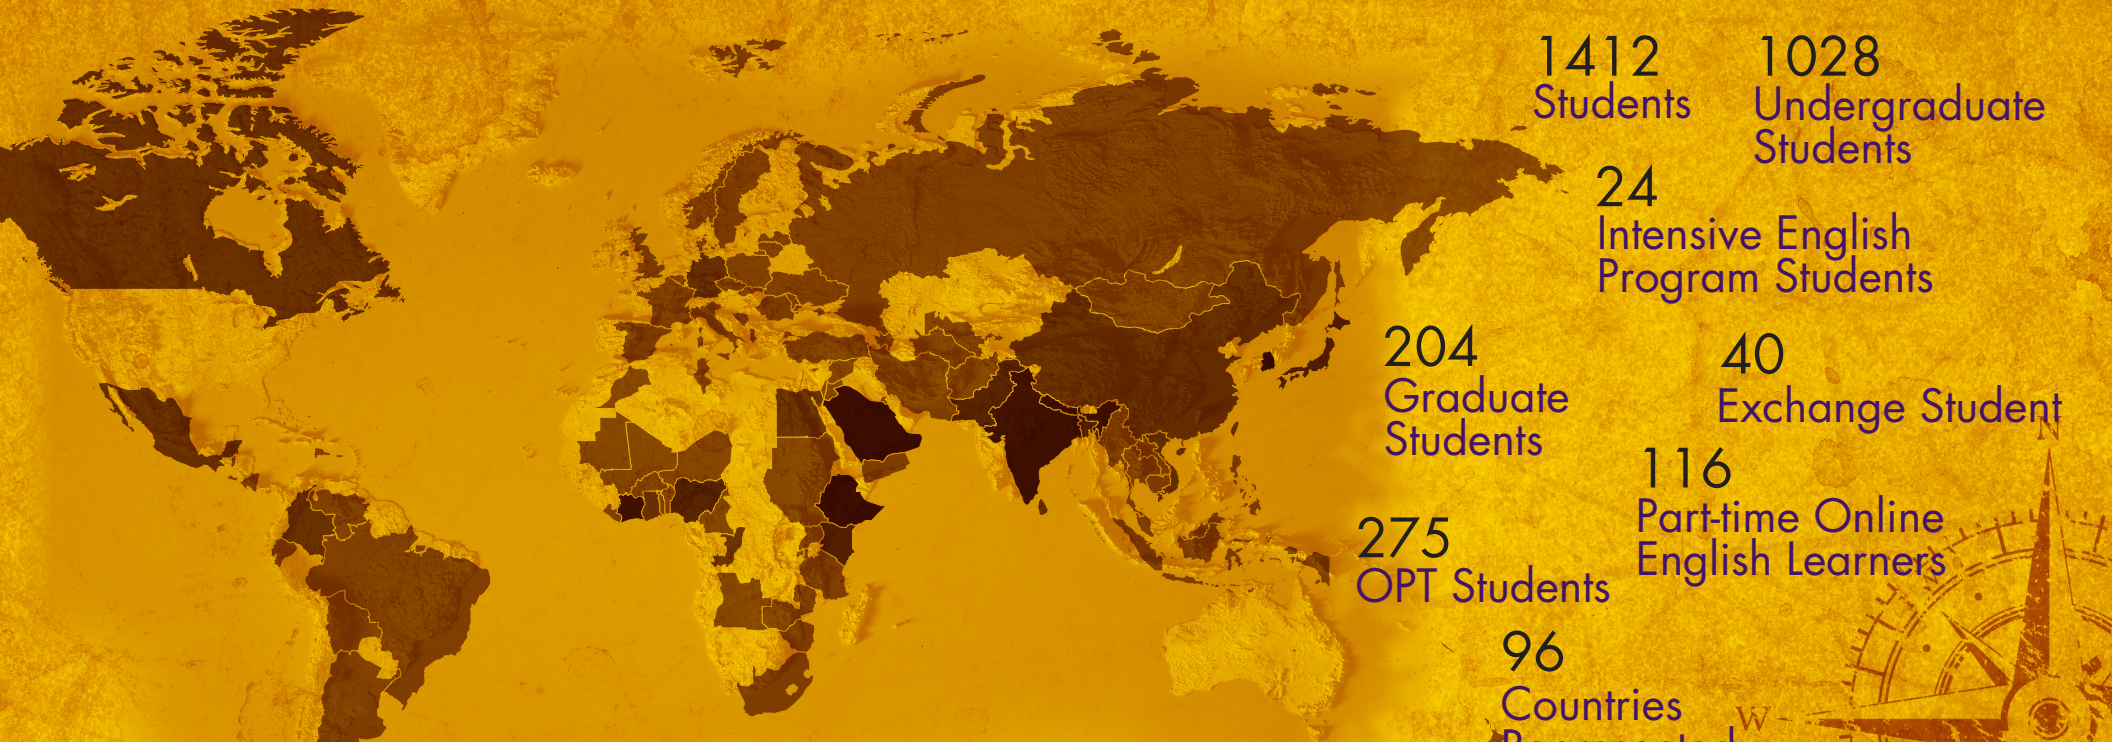 1412
Students
1028
Undergraduate
Students
24
Intensive English
Program Students
204
Graduate
Students
40
Exchange Student
N
116
Part-time Online
English Learners
275
OPT Students
96
Countries
W